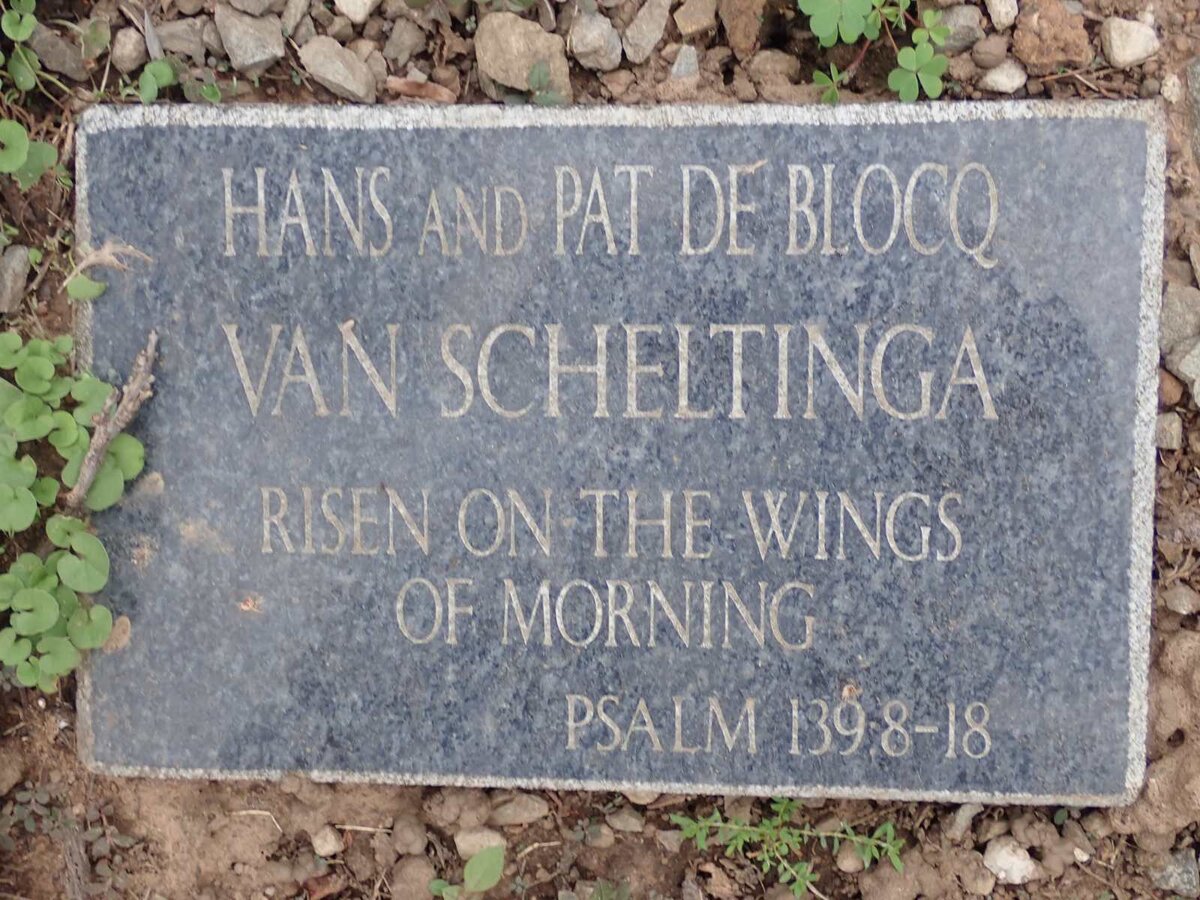 HANS AND PAT DE BLOCQ
VAN SCHELTINGA
RISEN ON THE WINGS
OF MORNING
PSALM 139:8-18